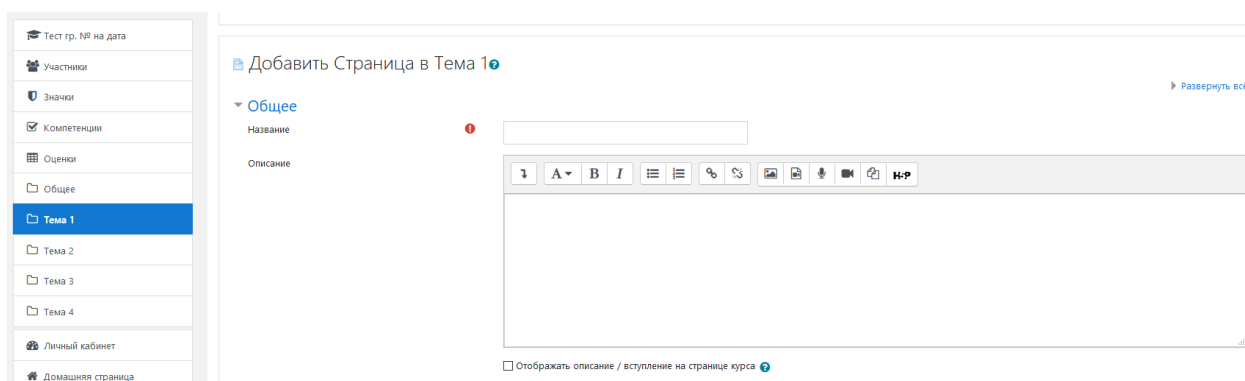 Тест гр. № на дата
Участники
Значки
Компетенции
Оценки
Общее
Тема 1
Тема 2
Тема 3
Тема 4
Личный кабинет
Домашняя страница
Добавить Страница в Тема 1
Развернуть всё
Общее
Название
Описание
A B I H-P
Отображать описание / вступление на странице курса